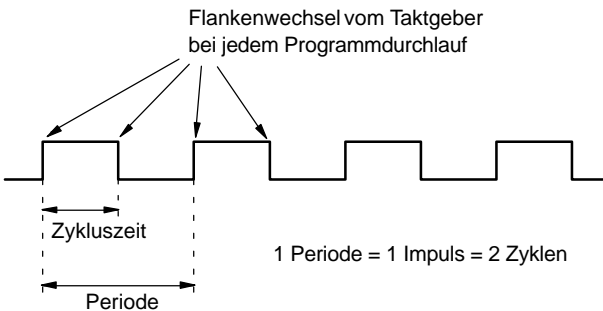 Flankenwechsel vom Taktgeber
bei jedem Programmdurchlauf
Zykluszeit
1 Periode = 1 Impuls = 2 Zyklen
Periode